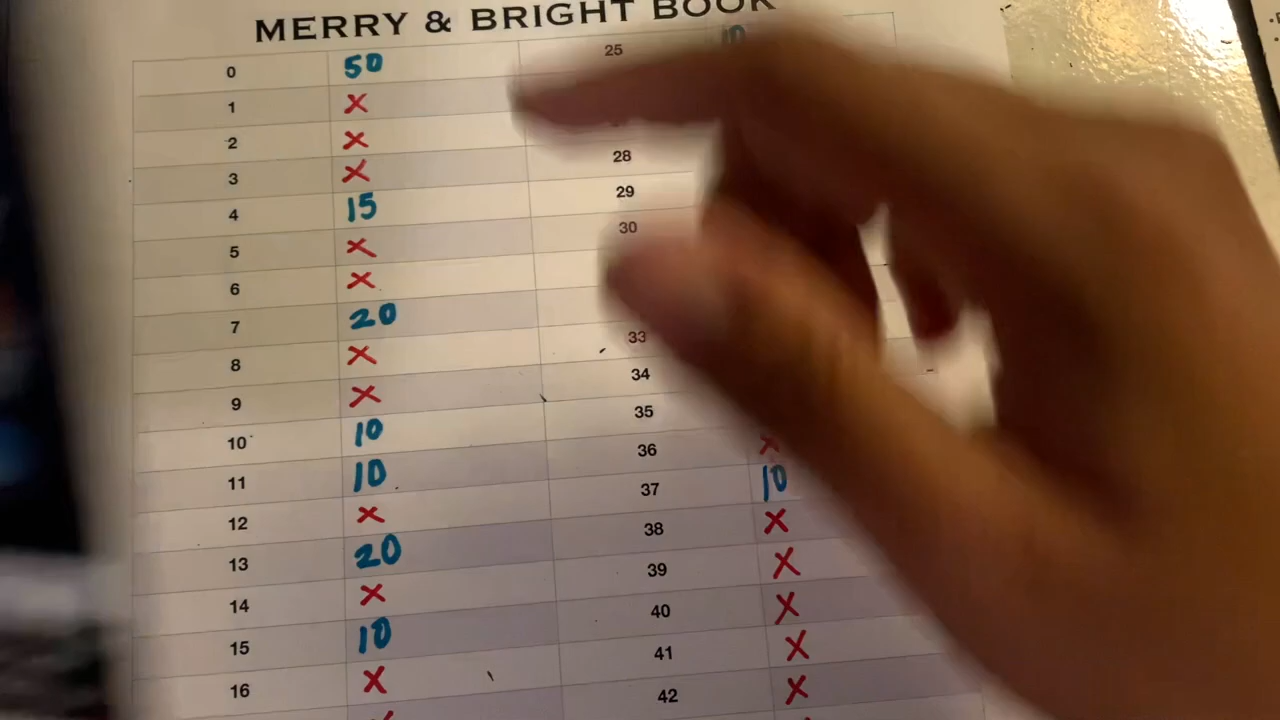 MERRY & BRIGHT BOOK
0 50 25 10
1 X
2 X
3 X 28
4 15 29
5 X 30
6 X
7 20
8 X 33
9 X 34
10 10 35
11 10 36 X
12 X 37 10
13 20 38 X
14 X 39 X
15 10 40 X
16 X 41 X
42 X